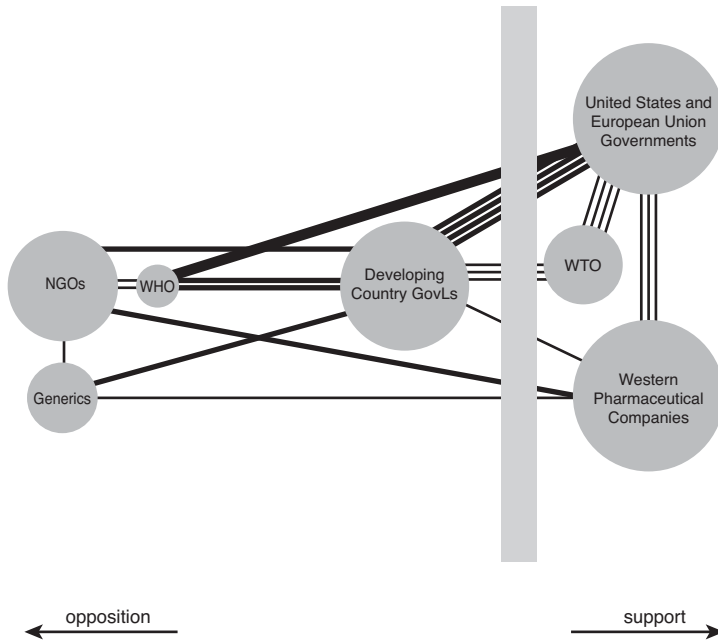 United States and
European Union
Governments
NGOs
WHO
Developing
Country GovLs
WTO
Generics
Western
Pharmaceutical
Companies
opposition
support